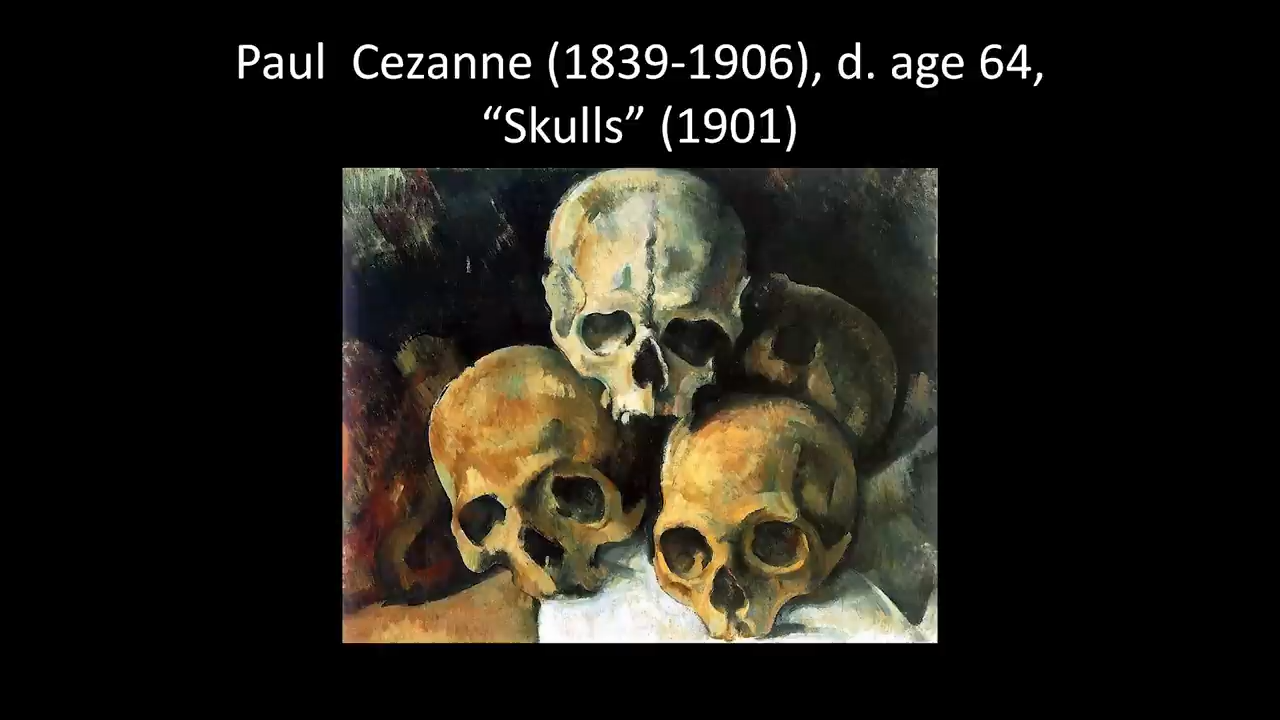 Paul  Cezanne (1839-1906), d. age 64,
“Skulls” (1901)